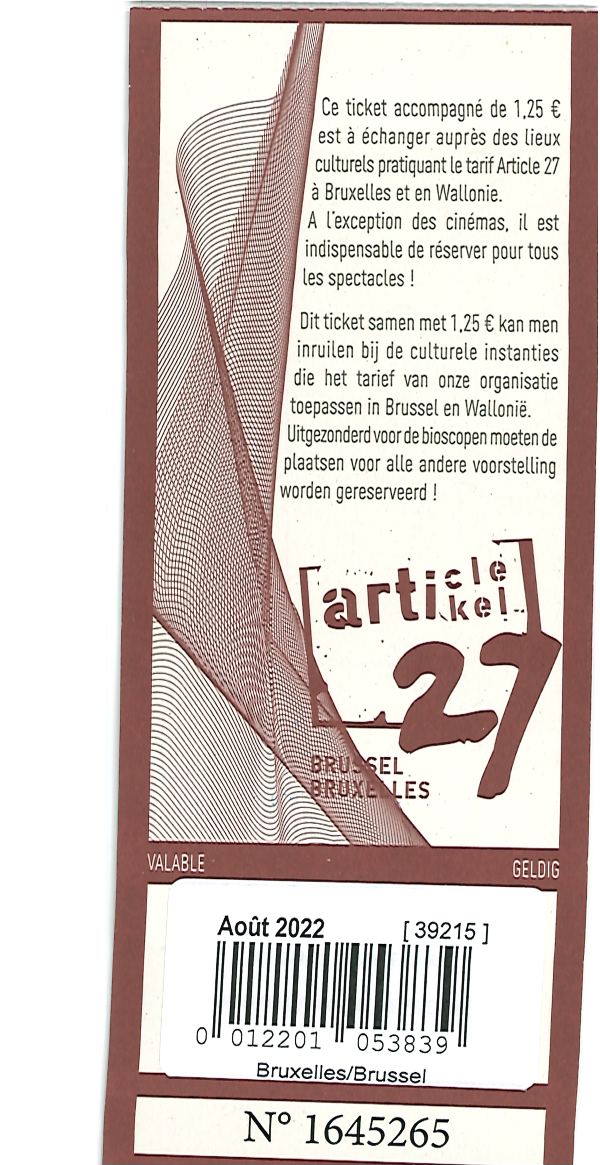 Ce ticket accompagné de 1,25 €
est à échanger auprès des lieux
culturels pratiquant le tarif Article 27
à Bruxelles et en Wallonie.
A l'exception des cinémas, il est
indispensable de réserver pour tous
les spectacles !
Dit ticket samen met 1,25 € kan men
inruilen bij de culturele instanties
die het tarief van onze organisatie
toepassen in Brussel en Wallonië.
Uitgezonderd voor de bioscopen moeten de
plaatsen voor alle andere voorstelling
worden gereserveerd !
[article
kel]
27
BRUSSEL
BRUXELLES
VALABLE GELDIG
Août 2022 [ 39215 ]
0 012201 053839
Bruxelles/Brussel
N° 1645265